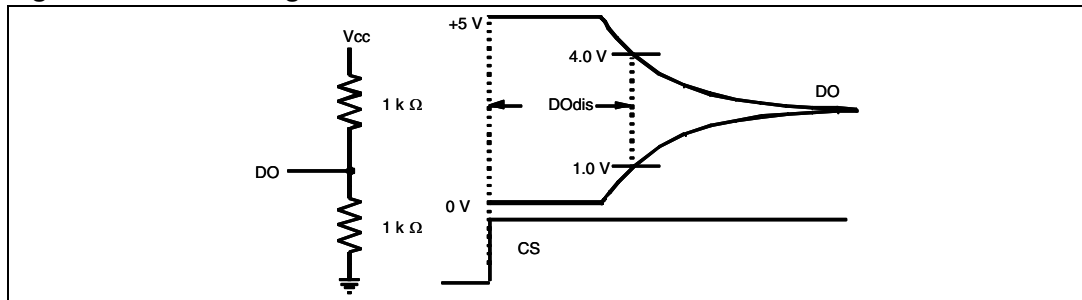 Vcc
1 k Ω
DO
1 k Ω
+5 V
4.0 V
DOdis
DO
1.0 V
0 V
CS